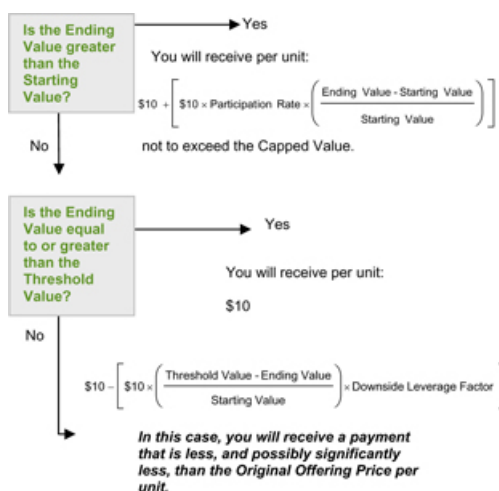 Is the Ending
Value greater
than the
Starting
Value?
Yes
You will receive per unit:
$10 + [ $10 × Participation Rate × ( Ending Value - Starting Value / Starting Value ) ]
No
not to exceed the Capped Value.
Is the Ending
Value equal
to or greater
than the
Threshold
Value?
Yes
You will receive per unit:
$10
No
$10 – [ $10 × ( Threshold Value - Ending Value / Starting Value ) × Downside Leverage Factor
In this case, you will receive a payment
that is less, and possibly significantly
less, than the Original Offering Price per
unit.